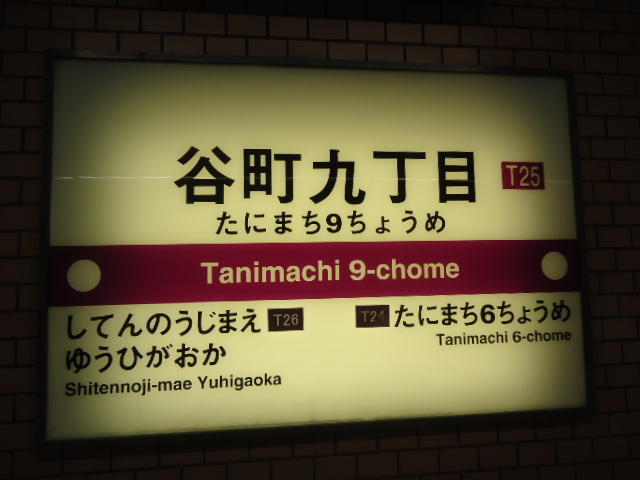 谷町九丁目 T25
たにまち9ちょうめ
Tanimachi 9-chome
してんのうじまえ T26
ゆうひがおか
Shitennoji-mae Yuhigaoka
T24 たにまち6ちょうめ
Tanimachi 6-chome